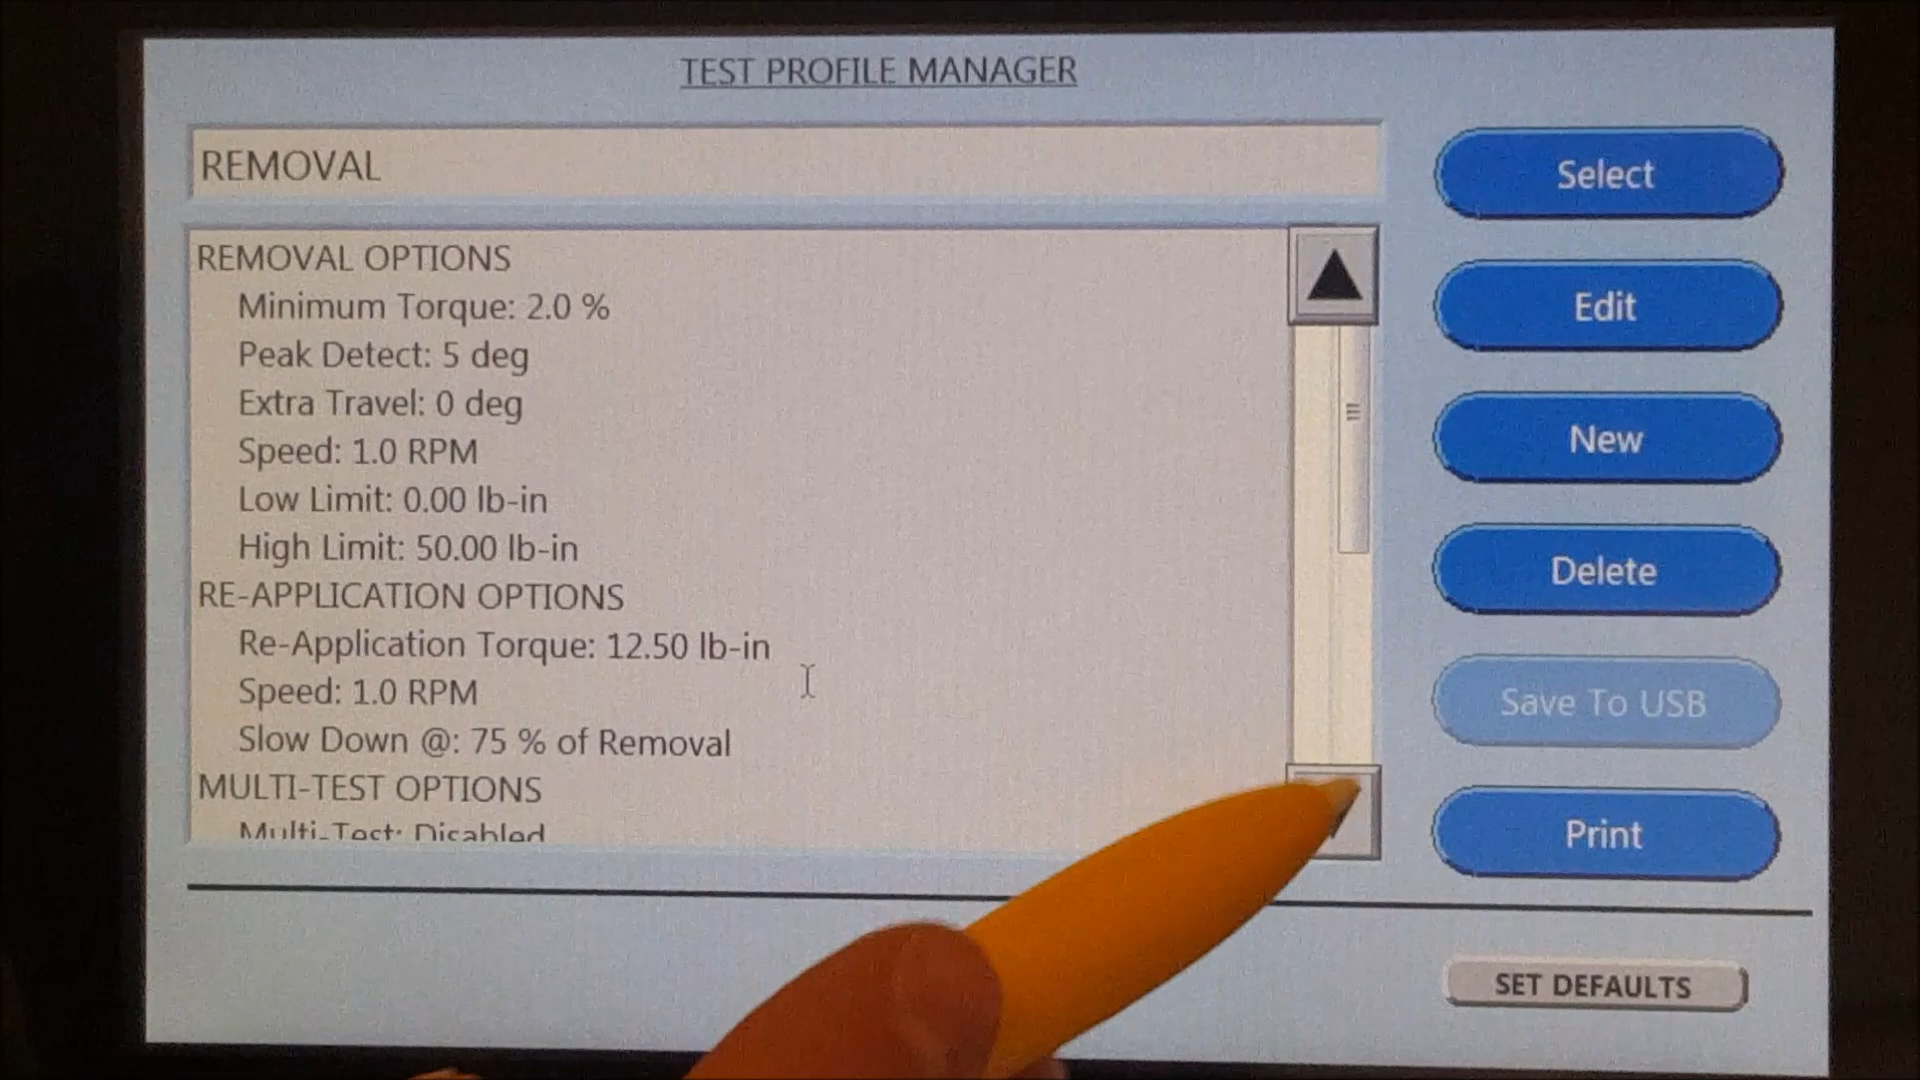 TEST PROFILE MANAGER
REMOVAL
REMOVAL OPTIONS
Minimum Torque: 2.0 %
Peak Detect: 5 deg
Extra Travel: 0 deg
Speed: 1.0 RPM
Low Limit: 0.00 lb-in
High Limit: 50.00 lb-in
RE-APPLICATION OPTIONS
Re-Application Torque: 12.50 lb-in
Speed: 1.0 RPM
Slow Down @: 75 % of Removal
MULTI-TEST OPTIONS
Multi-Test: Disabled
Select
Edit
New
Delete
Save To USB
Print
SET DEFAULTS